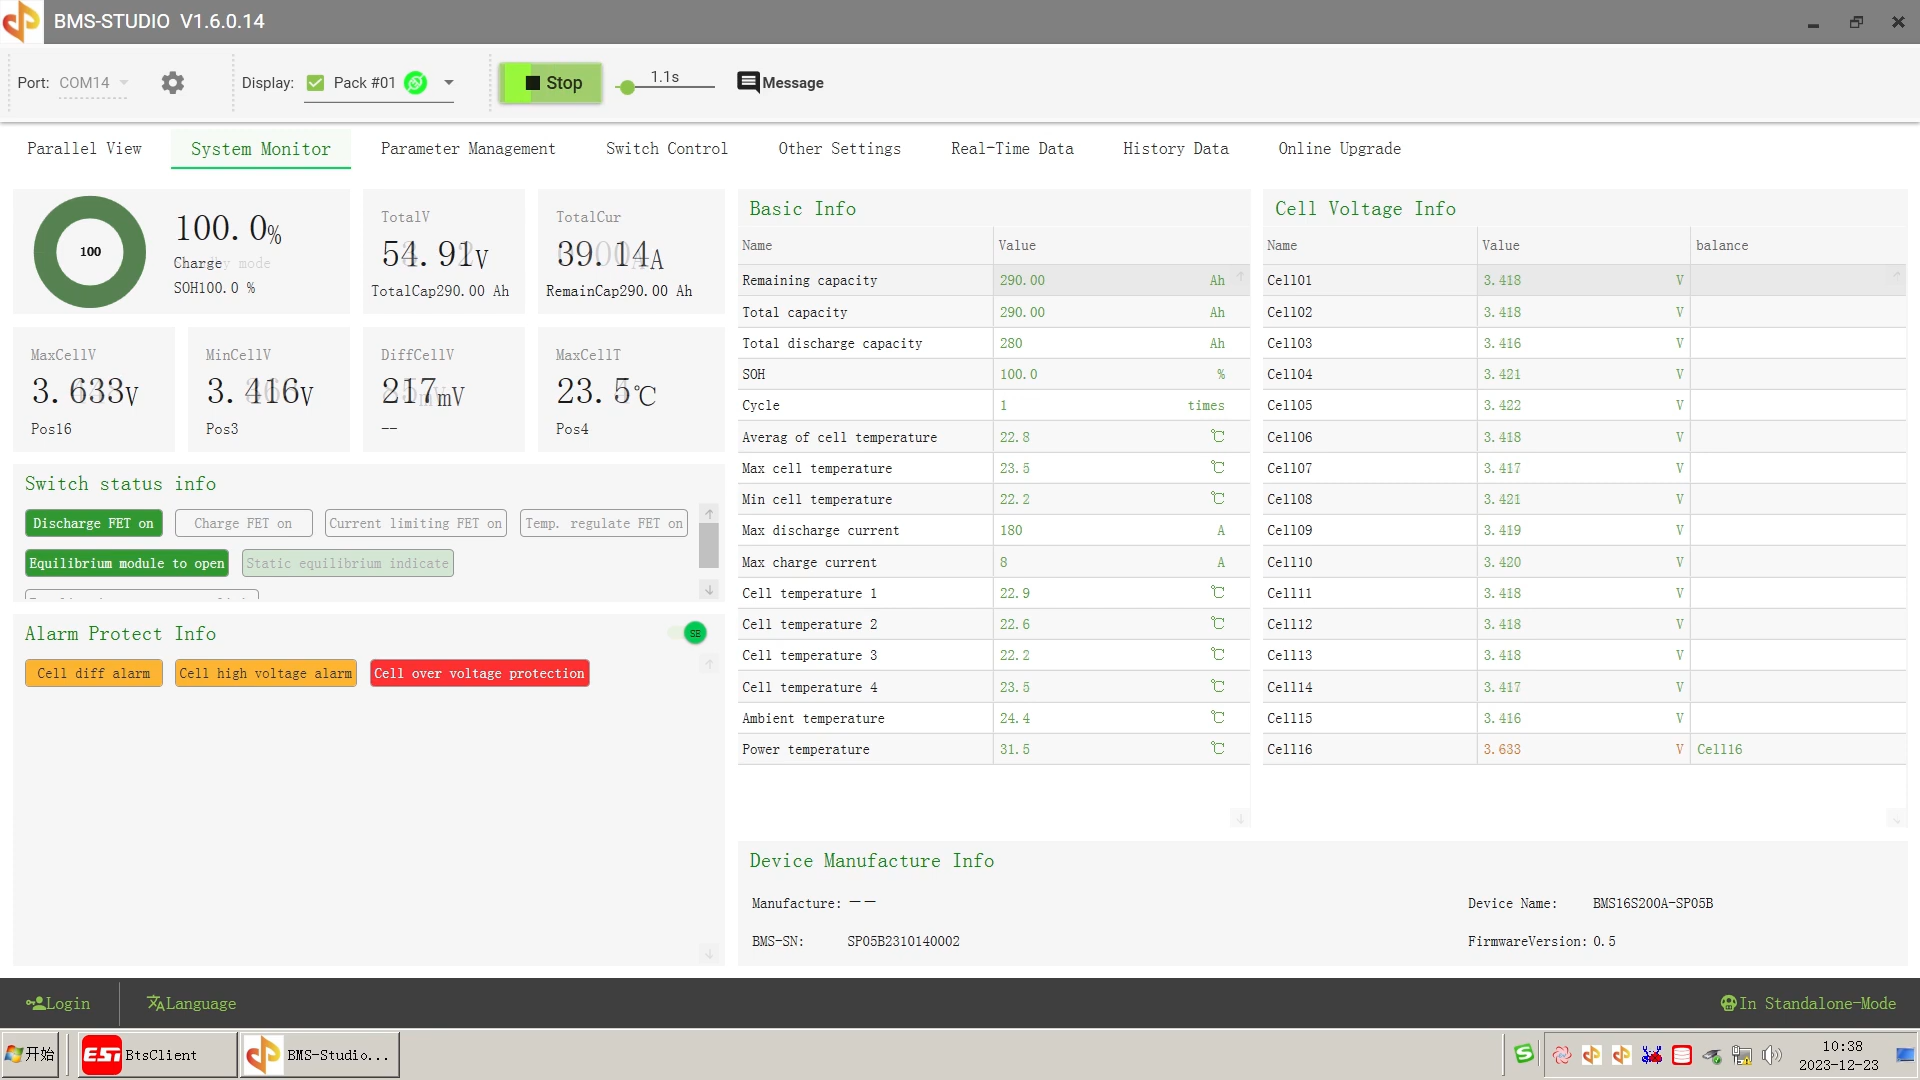 BMS-STUDIO V1.6.0.14
Port: COM14
Display: Pack #01
Stop
1.1s
Message
Parallel View
System Monitor
Parameter Management
Switch Control
Other Settings
Real-Time Data
History Data
Online Upgrade
100
100.0%
Charge
SOH100.0 %
TotalV
54.91V
TotalCap290.00 Ah
TotalCur
39.14A
RemainCap290.00 Ah
MaxCellV
3.633V
Pos16
MinCellV
3.416V
Pos3
DiffCellV
217mV
--
MaxCellT
23.5℃
Pos4
Switch status info
Discharge FET on
Charge FET on
Current limiting FET on
Temp. regulate FET on
Equilibrium module to open
Static equilibrium indicate
Alarm Protect Info
SE
Cell diff alarm
Cell high voltage alarm
Cell over voltage protection
Basic Info
Name Value
Remaining capacity 290.00 Ah
Total capacity 290.00 Ah
Total discharge capacity 280 Ah
SOH 100.0 %
Cycle 1 times
Averag of cell temperature 22.8 ℃
Max cell temperature 23.5 ℃
Min cell temperature 22.2 ℃
Max discharge current 180 A
Max charge current 8 A
Cell temperature 1 22.9 ℃
Cell temperature 2 22.6 ℃
Cell temperature 3 22.2 ℃
Cell temperature 4 23.5 ℃
Ambient temperature 24.4 ℃
Power temperature 31.5 ℃
Cell Voltage Info
Name Value balance
Cell01 3.418 V
Cell02 3.418 V
Cell03 3.416 V
Cell04 3.421 V
Cell05 3.422 V
Cell06 3.418 V
Cell07 3.417 V
Cell08 3.421 V
Cell09 3.419 V
Cell10 3.420 V
Cell11 3.418 V
Cell12 3.418 V
Cell13 3.418 V
Cell14 3.417 V
Cell15 3.416 V
Cell16 3.633 V Cell16
Device Manufacture Info
Manufacture: ——
Device Name: BMS16S200A-SP05B
BMS-SN: SP05B2310140002
FirmwareVersion: 0.5
Login
Language
In Standalone-Mode
开始
EST
BtsClient
BMS-Studio...
10:38
2023-12-23